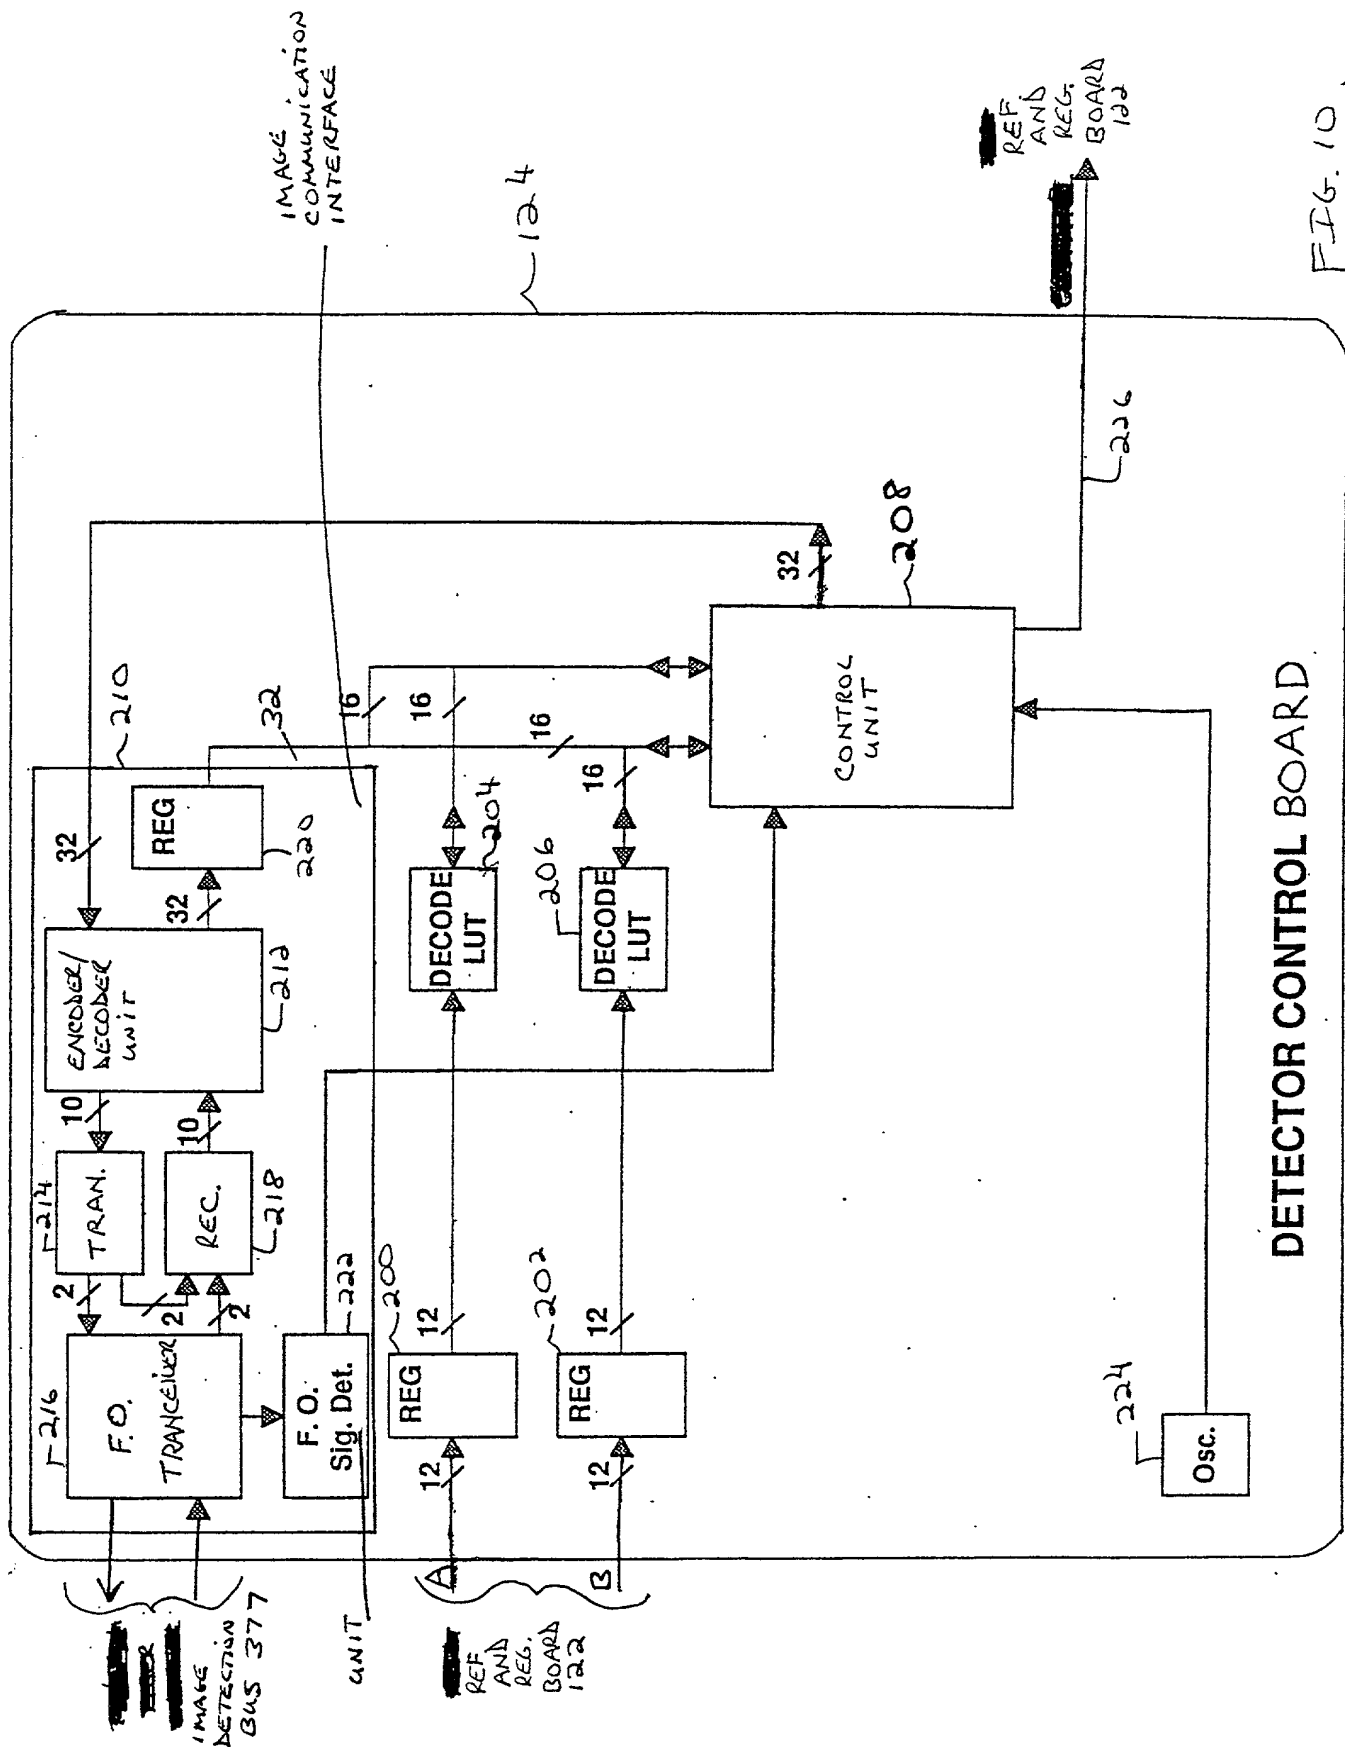 IMAGE
COMMUNICATION
INTERFACE
124
210
216
F.O.
TRANCEIVER
214
TRAN.
2
10
ENCODER/
DECODER
UNIT
212
32
REC.
218
2
2
10
32
REG
220
32
F. O.
Sig. Det.
222
UNIT
IMAGE
DETECTION
BUS 377
A
12
REG
200
12
DECODE
LUT
204
16
16
B
12
REG
202
12
DECODE
LUT
206
16
16
REF
AND
REG.
BOARD
122
CONTROL
UNIT
32
208
226
REF
AND
REG.
BOARD
122
Osc.
224
DETECTOR CONTROL BOARD
FIG. 10